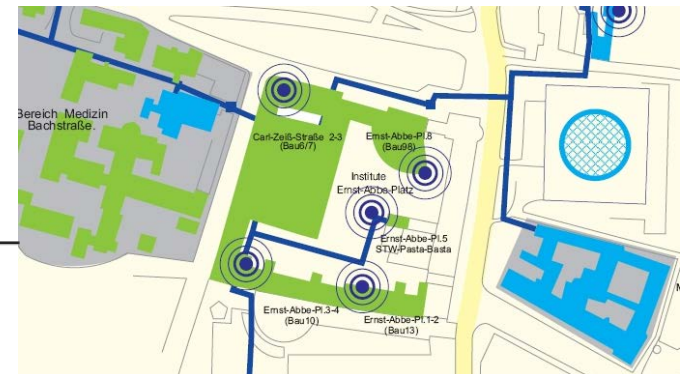 Bereich Medizin
Bachstraße.
Carl-Zeiß-Straße 2-3
(Bau6/7)
Ernst-Abbe-Pl.8
(Bau98)
Institute
Ernst-Abbe-Platz
Ernst-Abbe-Pl.5
STW-Pasta-Basta
Ernst-Abbe-Pl.3-4
(Bau10)
Ernst-Abbe-Pl.1-2
(Bau13)